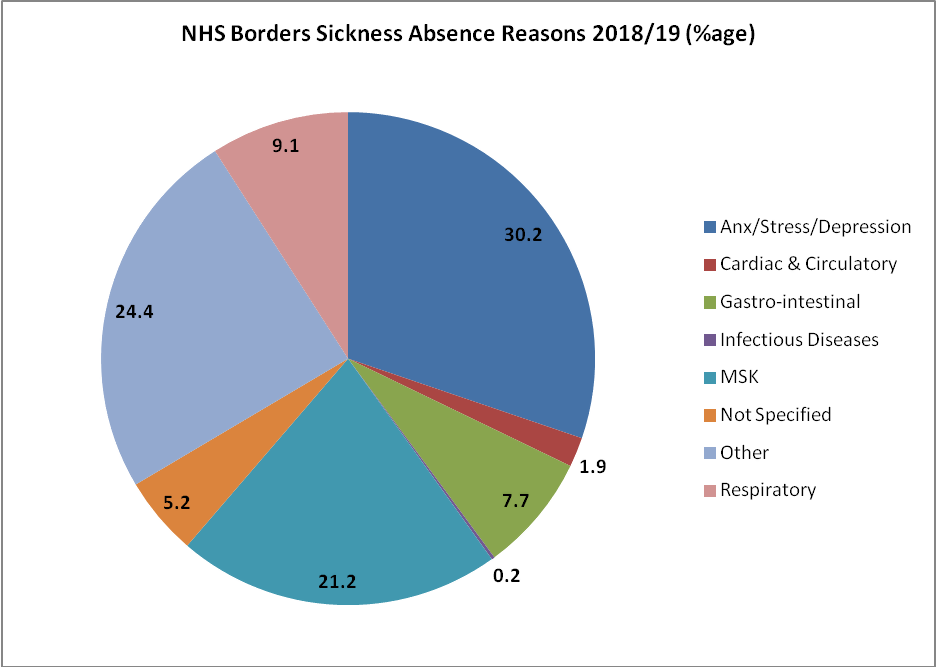 NHS Borders Sickness Absence Reasons 2018/19 (%age)
9.1
30.2
24.4
1.9
7.7
5.2
0.2
21.2
Anx/Stress/Depression
Cardiac & Circulatory
Gastro-intestinal
Infectious Diseases
MSK
Not Specified
Other
Respiratory